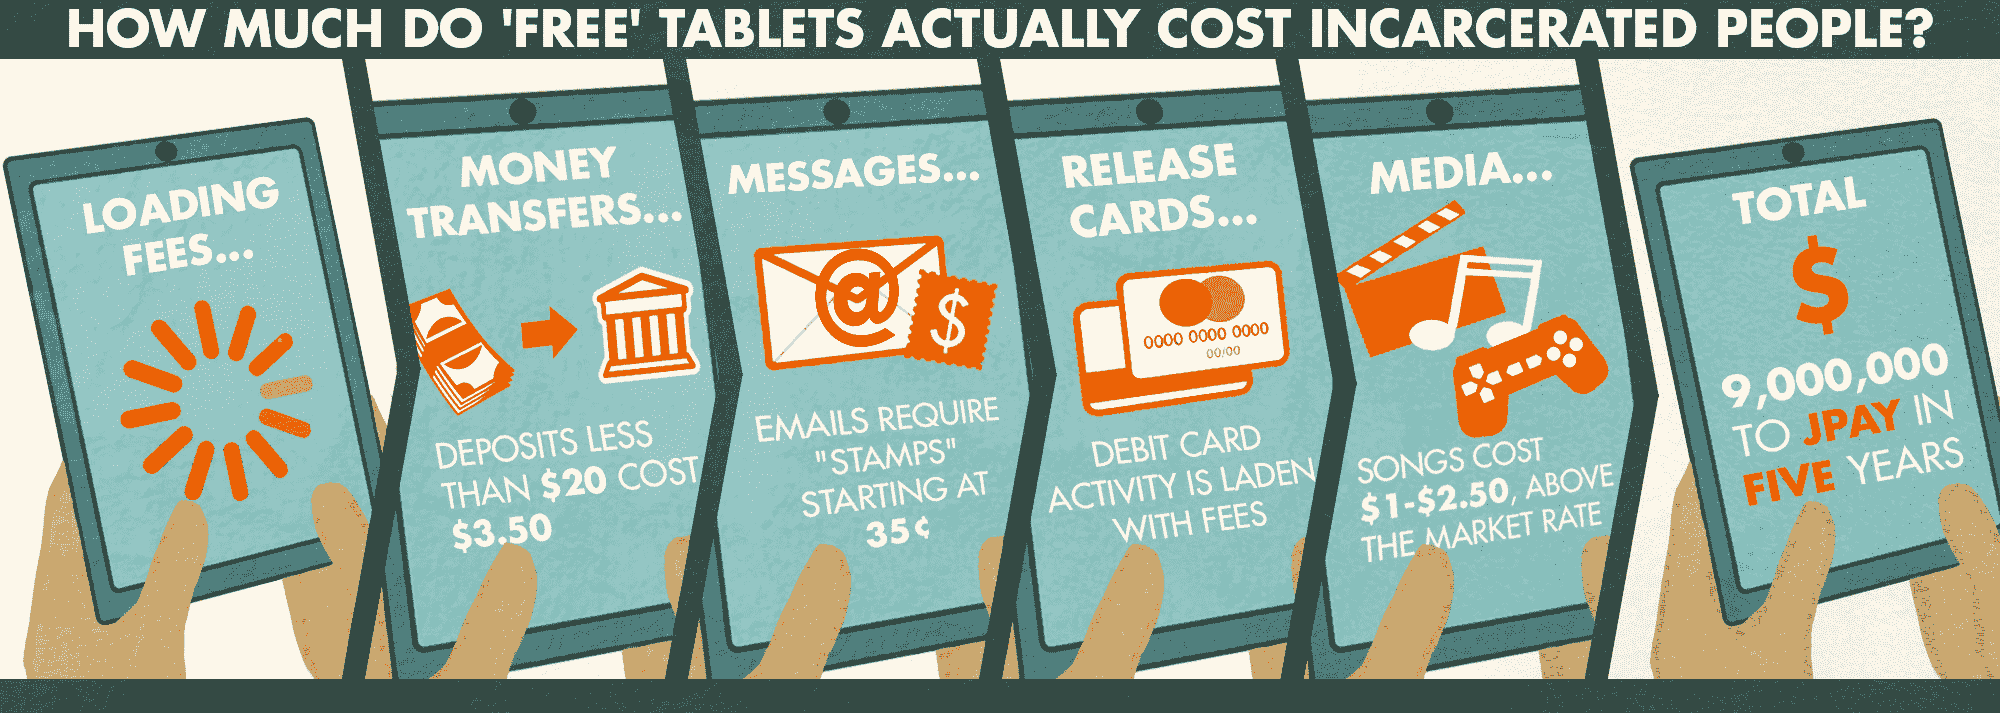 HOW MUCH DO 'FREE' TABLETS ACTUALLY COST INCARCERATED PEOPLE?
LOADING
FEES...
MONEY
TRANSFERS...
DEPOSITS LESS
THAN $20 COST
$3.50
MESSAGES...
@
$
EMAILS REQUIRE
"STAMPS"
STARTING AT
35¢
RELEASE
CARDS...
0000 0000 0000
00/00
DEBIT CARD
ACTIVITY IS LADEN
WITH FEES
MEDIA...
SONGS COST
$1-$2.50, ABOVE
THE MARKET RATE
TOTAL
$
9,000,000
TO JPAY IN
FIVE YEARS